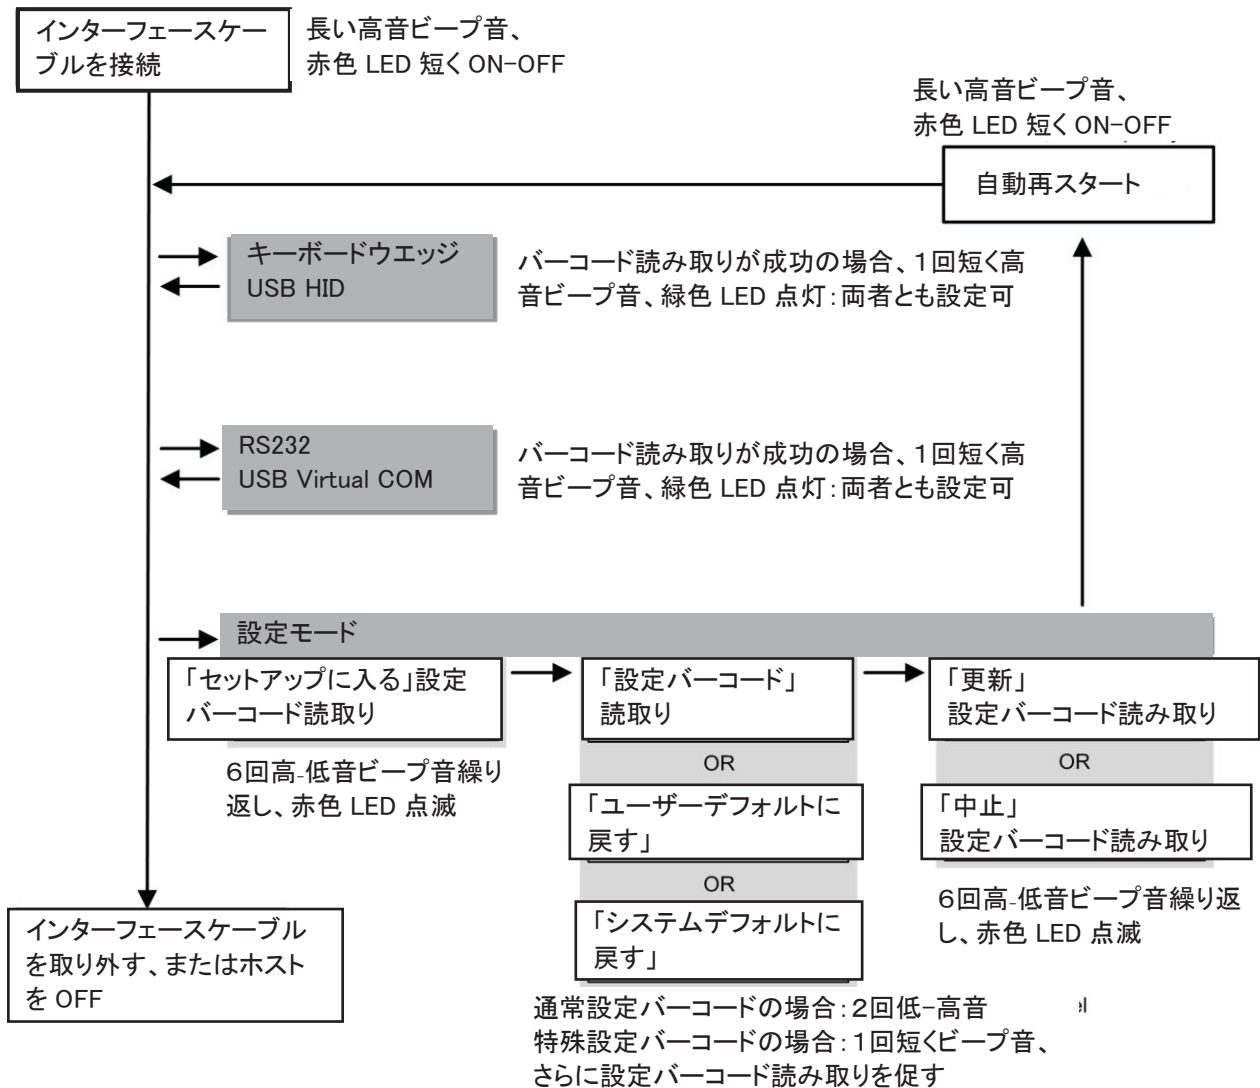 インターフェースケー
ブルを接続
長い高音ビープ音、
赤色 LED 短く ON-OFF
長い高音ビープ音、
赤色 LED 短く ON-OFF
自動再スタート
キーボードウエッジ
USB HID
バーコード読み取りが成功の場合、1回短く高
音ビープ音、緑色 LED 点灯：両者とも設定可
RS232
USB Virtual COM
バーコード読み取りが成功の場合、1回短く高
音ビープ音、緑色 LED 点灯：両者とも設定可
設定モード
「セットアップに入る」設定
バーコード読取り
6回高-低音ビープ音繰り
返し、赤色 LED 点滅
「設定バーコード」
読取り
OR
「ユーザーデフォルトに
戻す」
OR
「システムデフォルトに
戻す」
通常設定バーコードの場合：2回低-高音
特殊設定バーコードの場合：1回短くビープ音、
さらに設定バーコード読み取りを促す
「更新」
設定バーコード読み取り
OR
「中止」
設定バーコード読み取り
6回高-低音ビープ音繰り返
し、赤色 LED 点滅
インターフェースケーブル
を取り外す、またはホスト
を OFF